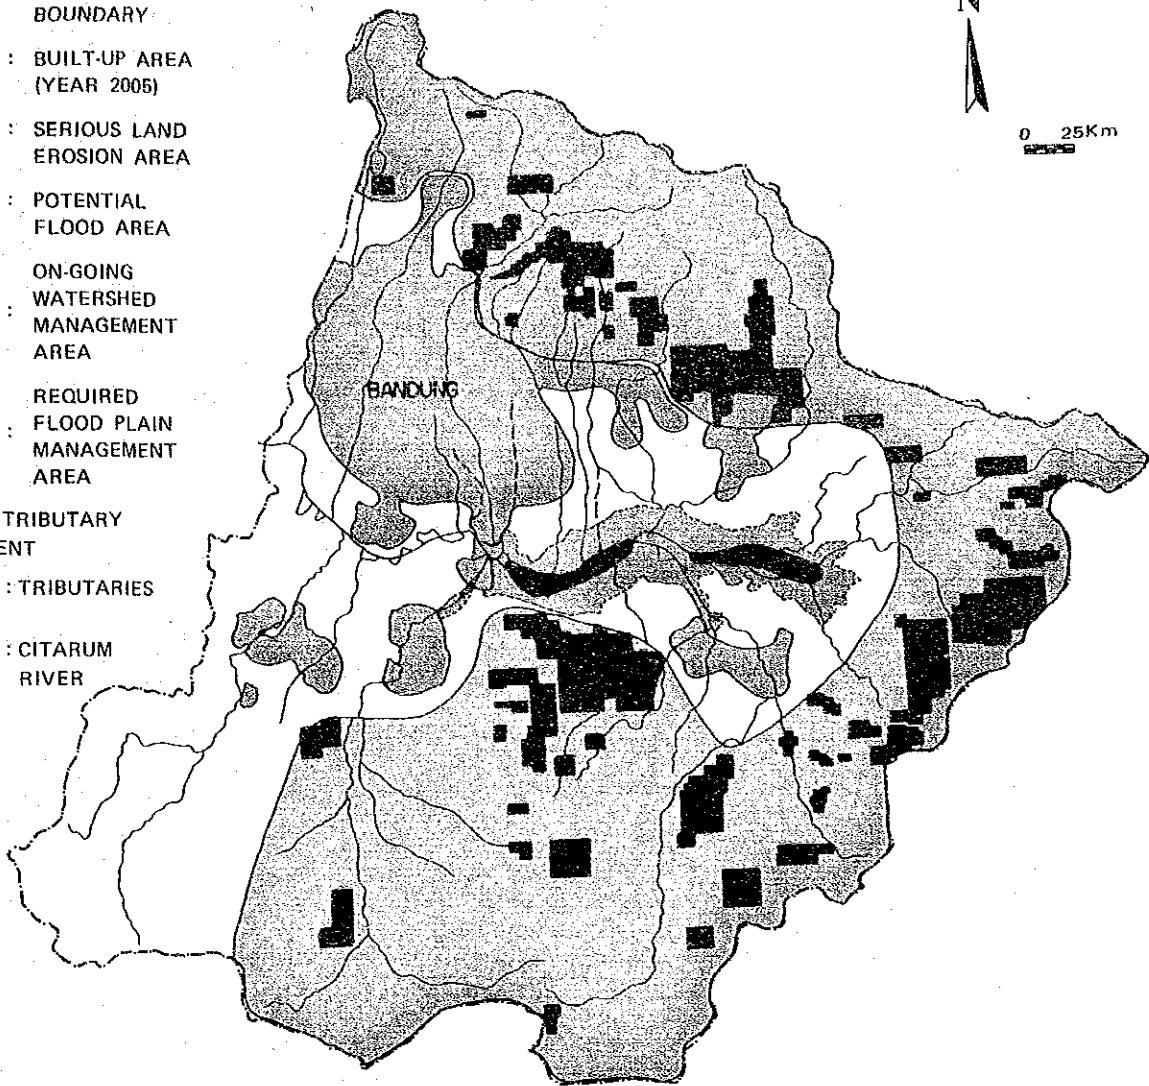 BOUNDARY
: BUILT-UP AREA
(YEAR 2005)
: SERIOUS LAND
EROSION AREA
: POTENTIAL
FLOOD AREA
ON-GOING
WATERSHED
: MANAGEMENT
AREA
REQUIRED
: FLOOD PLAIN
MANAGEMENT
AREA
TRIBUTARY
ENT
: TRIBUTARIES
: CITARUM
RIVER
N
0 25Km
BANDUNG